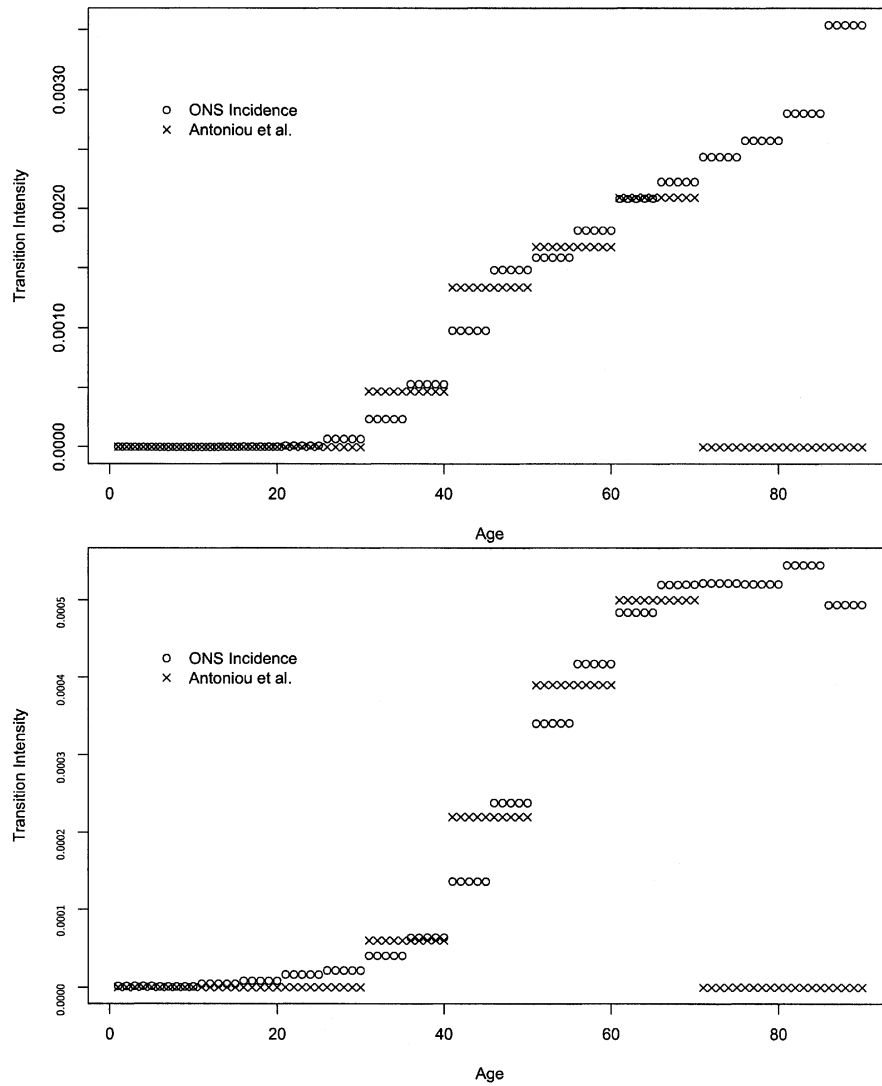 0.0030
0.0020
0.0010
0.0000
Transition Intensity
ONS Incidence
Antoniou et al.
0 20 40 60 80
Age
0.0005
0.0004
0.0003
0.0002
0.0001
0.0000
Transition Intensity
ONS Incidence
Antoniou et al.
0 20 40 60 80
Age